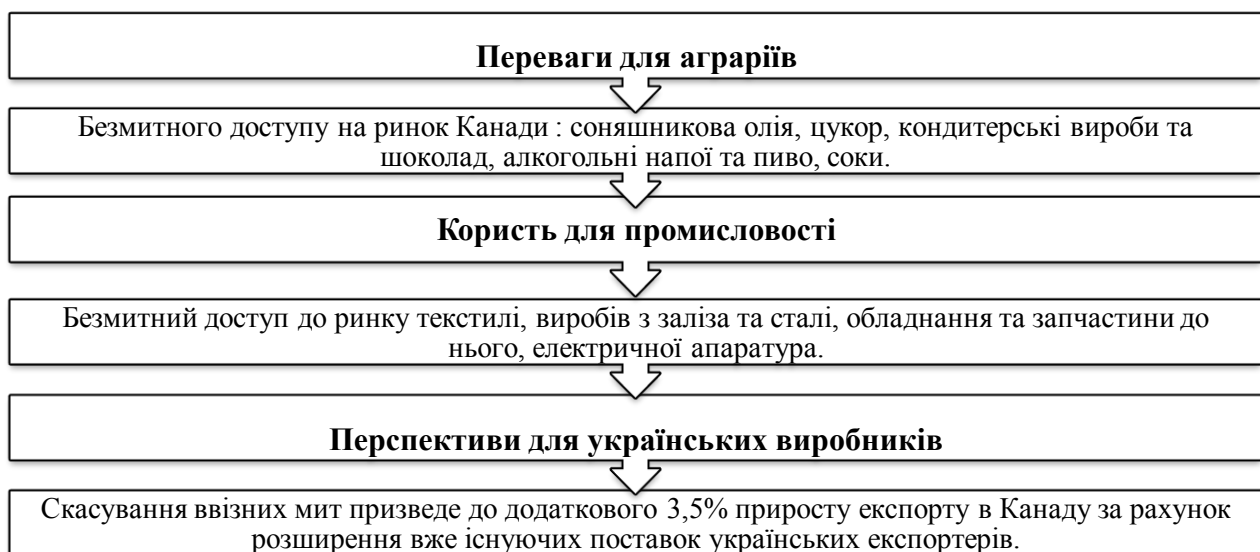 Переваги для аграріїв
Безмитного доступу на ринок Канади : соняшникова олія, цукор, кондитерські вироби та
шоколад, алкогольні напої та пиво, соки.
Користь для промисловості
Безмитний доступ до ринку текстилі, виробів з заліза та сталі, обладнання та запчастини до
нього, електричної апаратура.
Перспективи для українських виробників
Скасування ввізних мит призведе до додаткового 3,5% приросту експорту в Канаду за рахунок
розширення вже існуючих поставок українських експортерів.